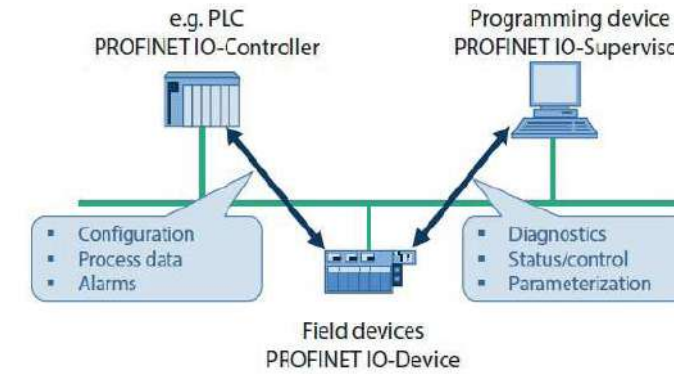 e.g. PLC
PROFINET IO-Controller
Programming device
PROFINET IO-Superviso
▪ Configuration
▪ Process data
▪ Alarms
▪ Diagnostics
▪ Status/control
▪ Parameterization
Field devices
PROFINET IO-Device